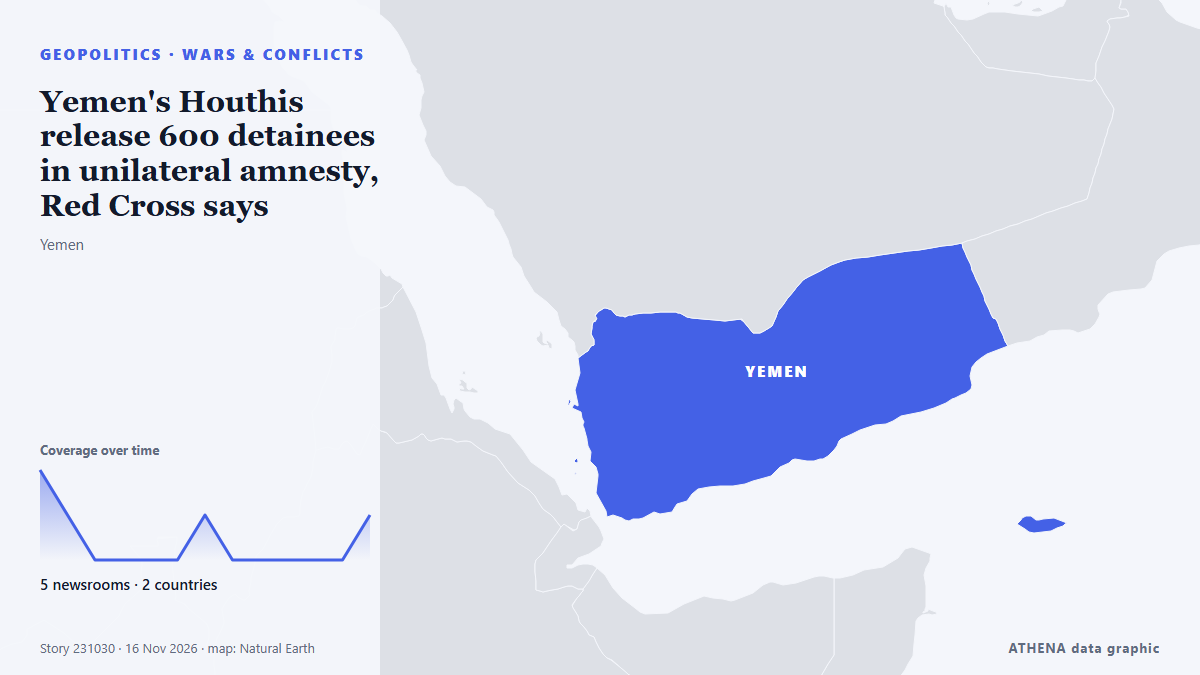 GEOPOLITICS · WARS & CONFLICTS
Yemen's Houthis
release 600 detainees
in unilateral amnesty,
Red Cross says
Yemen
YEMEN
Coverage over time
5 newsrooms · 2 countries
Story 231030 · 16 Nov 2026 · map: Natural Earth
ATHENA data graphic